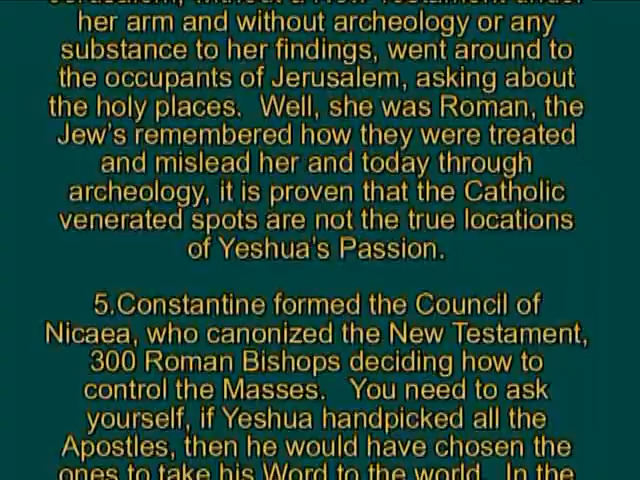 Jerusalem, without a New Testament under
her arm and without archeology or any
substance to her findings, went around to
the occupants of Jerusalem, asking about
the holy places.  Well, she was Roman, the
Jew's remembered how they were treated
and mislead her and today through
archeology, it is proven that the Catholic
venerated spots are not the true locations
of Yeshua's Passion.
5.Constantine formed the Council of
Nicaea, who canonized the New Testament,
300 Roman Bishops deciding how to
control the Masses.   You need to ask
yourself, if Yeshua handpicked all the
Apostles, then he would have chosen the
ones to take his Word to the world.  In the